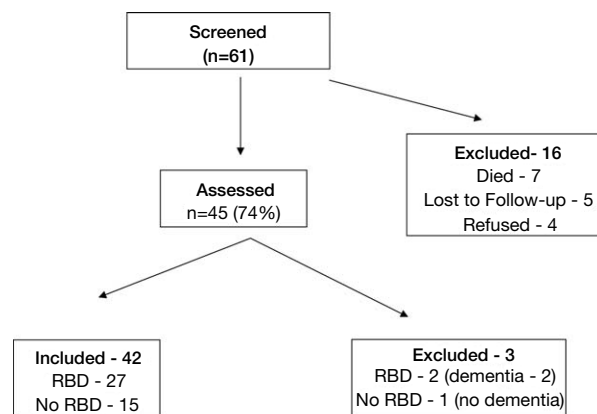 Screened
(n=61)
Excluded- 16
Died - 7
Lost to Follow-up - 5
Refused - 4
Assessed
n=45 (74%)
Included - 42
RBD - 27
No RBD - 15
Excluded - 3
RBD - 2 (dementia - 2)
No RBD - 1 (no dementia)